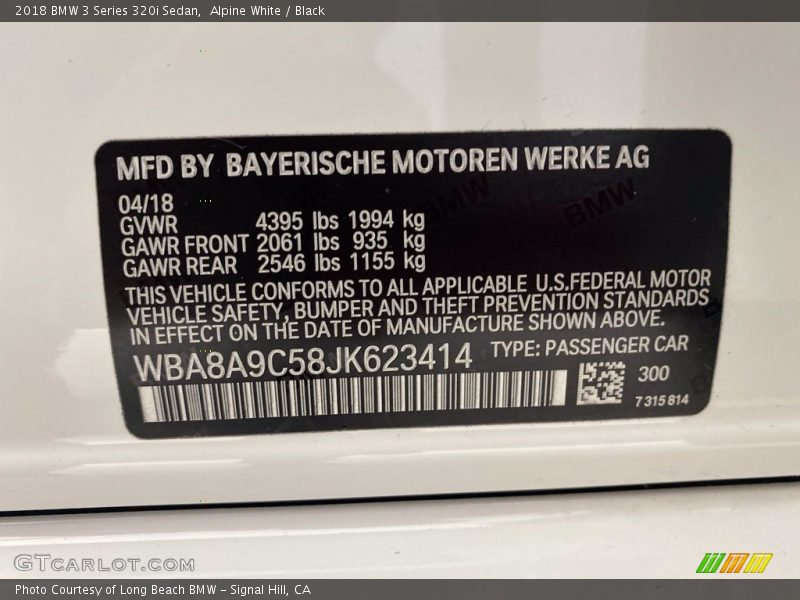 2018 BMW 3 Series 320i Sedan,  Alpine White / Black
MFD BY BAYERISCHE MOTOREN WERKE AG
04/18
GVWR 4395 lbs 1994 kg
GAWR FRONT 2061 lbs 935 kg
GAWR REAR 2546 lbs 1155 kg
THIS VEHICLE CONFORMS TO ALL APPLICABLE U.S.FEDERAL MOTOR
VEHICLE SAFETY, BUMPER AND THEFT PREVENTION STANDARDS
IN EFFECT ON THE DATE OF MANUFACTURE SHOWN ABOVE.
WBA8A9C58JK623414 TYPE: PASSENGER CAR
300
7315814
BMW
BMW
GTCARLOT.COM
Photo Courtesy of Long Beach BMW – Signal Hill, CA